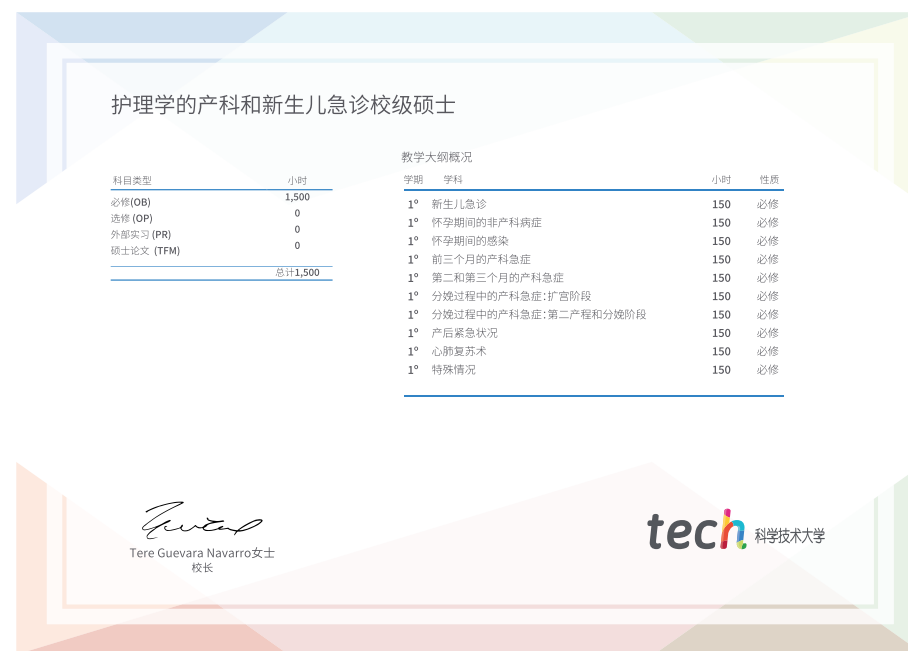 护理学的产科和新生儿急诊校级硕士
科目类型 小时
必修(OB) 1,500
选修 (OP) 0
外部实习 (PR) 0
硕士论文 (TFM) 0
总计1,500
教学大纲概况
学期 学科 小时 性质
1º 新生儿急诊 150 必修
1º 怀孕期间的非产科病症 150 必修
1º 怀孕期间的感染 150 必修
1º 前三个月的产科急症 150 必修
1º 第二和第三个月的产科急症 150 必修
1º 分娩过程中的产科急症:扩宫阶段 150 必修
1º 分娩过程中的产科急症:第二产程和分娩阶段 150 必修
1º 产后紧急状况 150 必修
1º 心肺复苏术 150 必修
1º 特殊情况 150 必修
Tere Guevara Navarro女士
校长
tech 科学技术大学